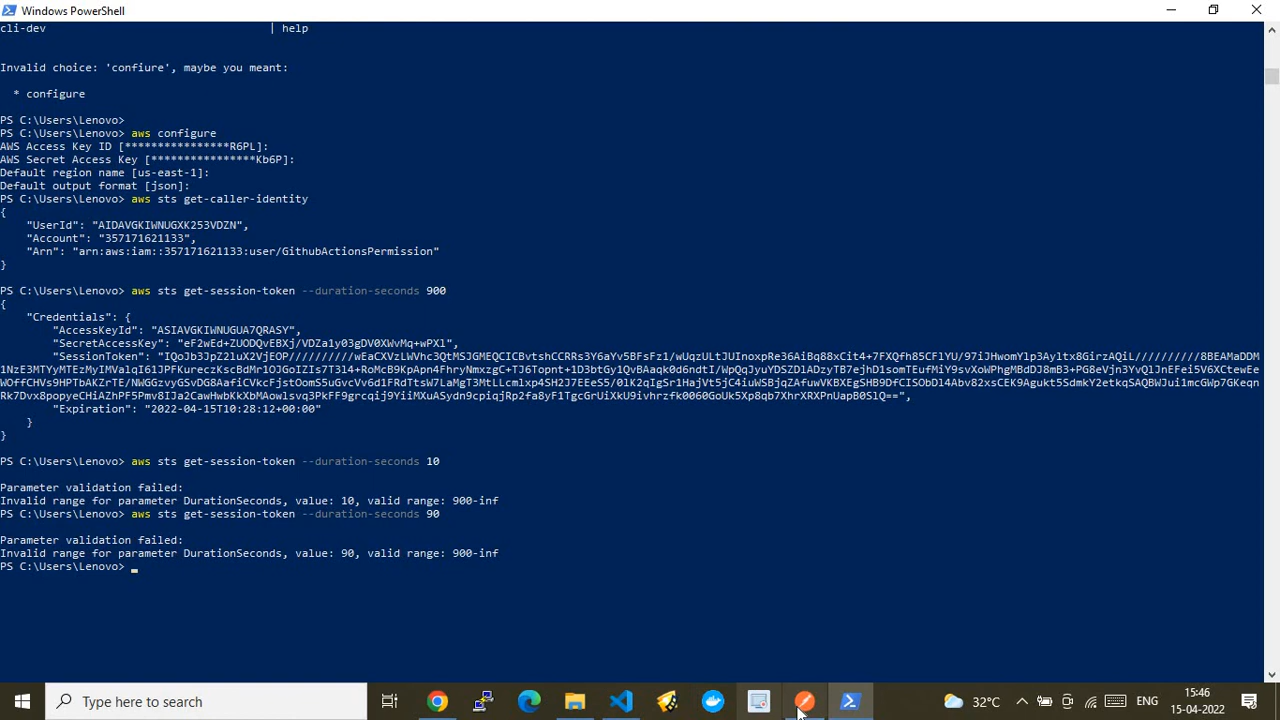 Windows PowerShell
cli-dev | help
Invalid choice: 'confiure', maybe you meant:
* configure
PS C:\Users\Lenovo>
PS C:\Users\Lenovo> aws configure
AWS Access Key ID [****************R6PL]:
AWS Secret Access Key [****************Kb6P]:
Default region name [us-east-1]:
Default output format [json]:
PS C:\Users\Lenovo> aws sts get-caller-identity
{
"UserId": "AIDAVGKIWNUGXK253VDZN",
"Account": "357171621133",
"Arn": "arn:aws:iam::357171621133:user/GithubActionsPermission"
}
PS C:\Users\Lenovo> aws sts get-session-token --duration-seconds 900
{
"Credentials": {
"AccessKeyId": "ASIAVGKIWNUGUA7QRASY",
"SecretAccessKey": "eF2wEd+ZUODQvEBXj/VDZa1y03gDV0XWvMq+wPXl",
"SessionToken":
"Expiration": "2022-04-15T10:28:12+00:00"
}
}
PS C:\Users\Lenovo> aws sts get-session-token --duration-seconds 10
Parameter validation failed:
Invalid range for parameter DurationSeconds, value: 10, valid range: 900-inf
PS C:\Users\Lenovo> aws sts get-session-token --duration-seconds 90
Parameter validation failed:
Invalid range for parameter DurationSeconds, value: 90, valid range: 900-inf
PS C:\Users\Lenovo> _
Type here to search
32°C
ENG
15:46
15-04-2022